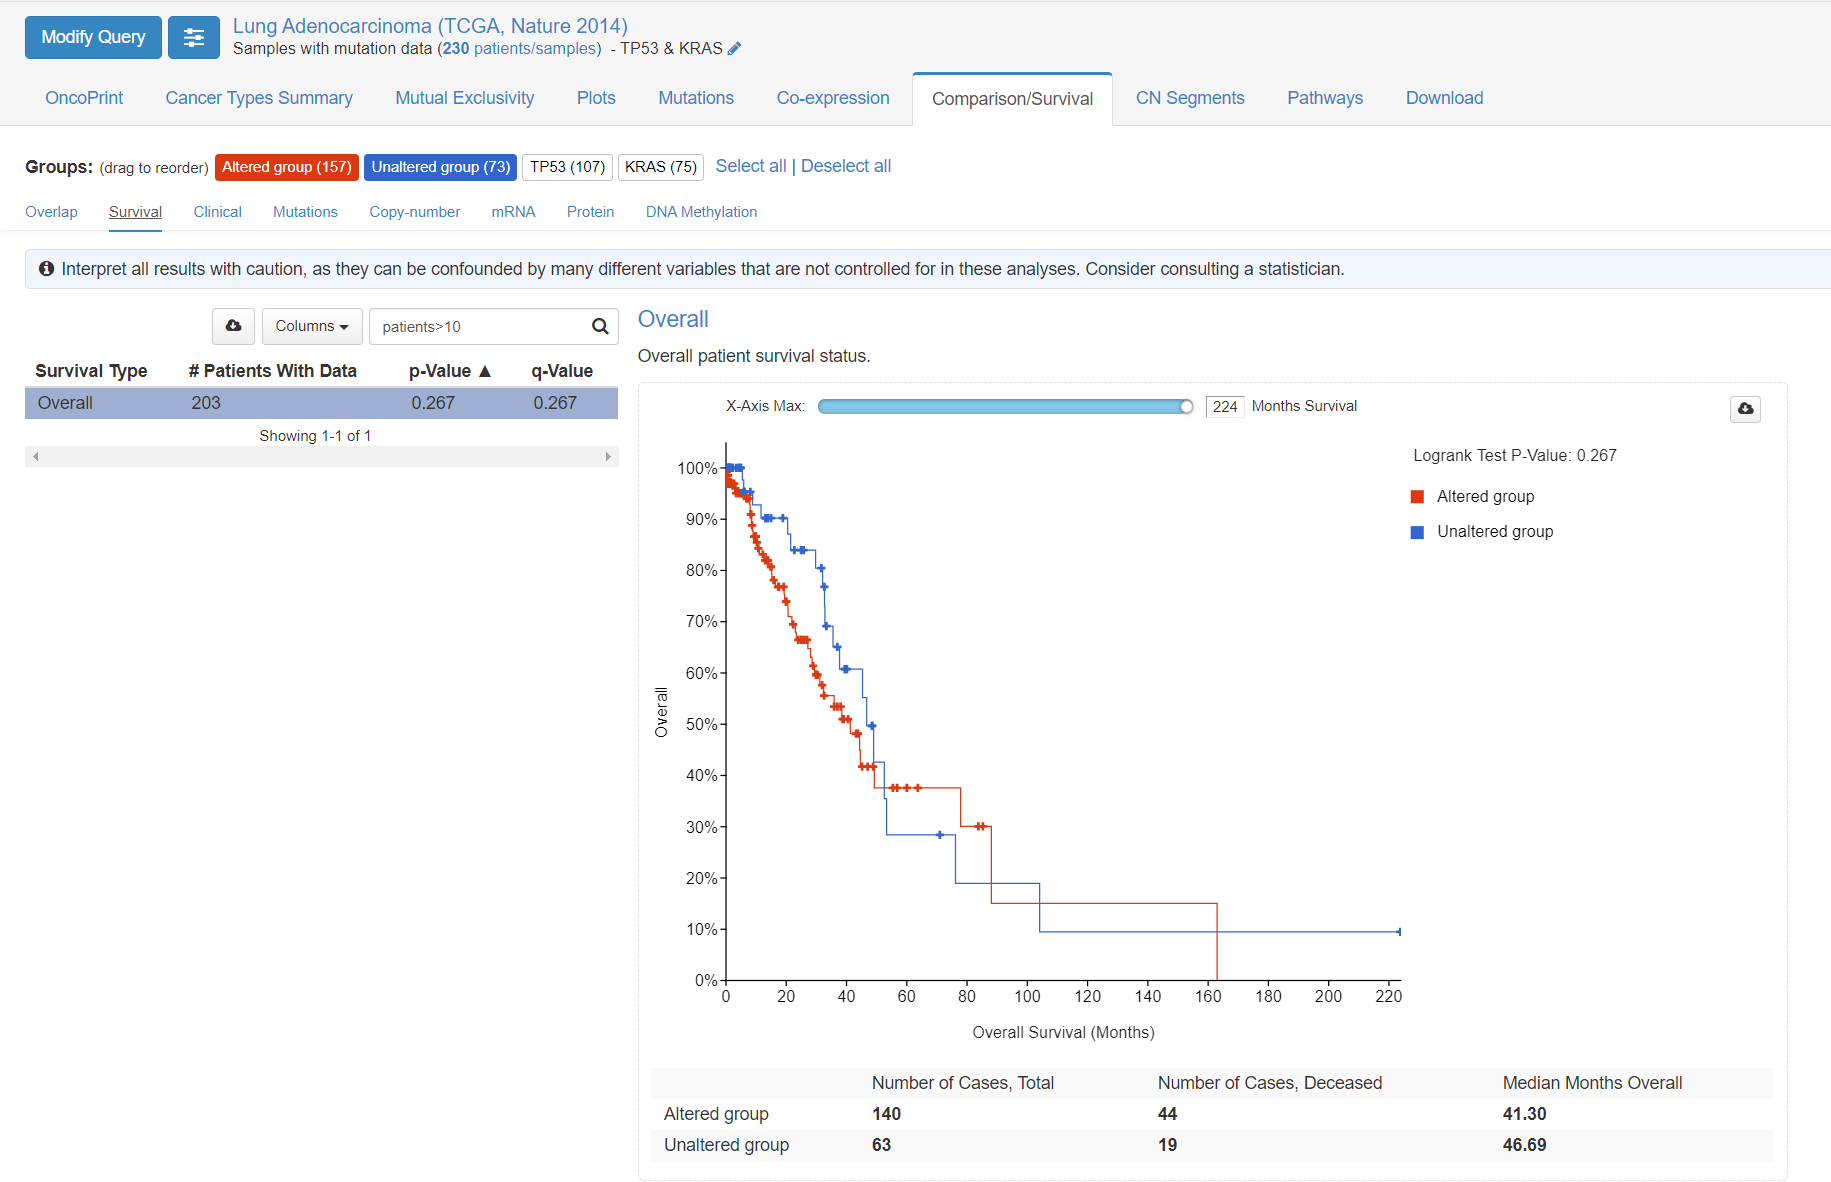 Modify Query
Lung Adenocarcinoma (TCGA, Nature 2014)
Samples with mutation data (230 patients/samples) - TP53 & KRAS
OncoPrint Cancer Types Summary Mutual Exclusivity Plots Mutations Co-expression Comparison/Survival CN Segments Pathways Download
Groups: (drag to reorder) Altered group (157) Unaltered group (73) TP53 (107) KRAS (75) Select all | Deselect all
Overlap Survival Clinical Mutations Copy-number mRNA Protein DNA Methylation
Interpret all results with caution, as they can be confounded by many different variables that are not controlled for in these analyses. Consider consulting a statistician.
Columns patients>10
Survival Type # Patients With Data p-Value ▲ q-Value
Overall 203 0.267 0.267
Showing 1-1 of 1
Overall
Overall patient survival status.
X-Axis Max: 224 Months Survival
Logrank Test P-Value: 0.267
Altered group
Unaltered group
100%
90%
80%
70%
60%
50%
40%
30%
20%
10%
0%
Overall
0 20 40 60 80 100 120 140 160 180 200 220
Overall Survival (Months)
Number of Cases, Total Number of Cases, Deceased Median Months Overall
Altered group 140 44 41.30
Unaltered group 63 19 46.69